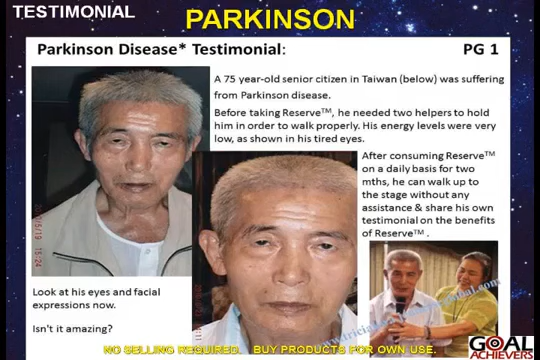 TESTIMONIAL
PARKINSON
Parkinson Disease* Testimonial:
PG 1
A 75 year-old senior citizen in Taiwan (below) was suffering
from Parkinson disease.
Before taking Reserve™, he needed two helpers to hold
him in order to walk properly. His energy levels were very
low, as shown in his tired eyes.
After consuming Reserve™
on a daily basis for two
mths, he can walk up to
the stage without any
assistance & share his own
testimonial on the benefits
of Reserve™.
Look at his eyes and facial
expressions now.
Isn't it amazing?
NO SELLING REQUIRED. BUY PRODUCTS FOR OWN USE.
GOAL
ACHIEVERS